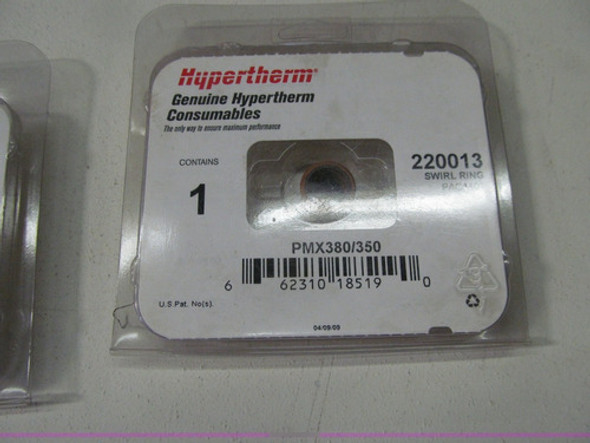 Hypertherm®
Genuine Hypertherm
Consumables
The only way to ensure maximum performance
CONTAINS
1
220013
SWIRL RING
PMX380/350
6 62310 18519 0
U.S Pat. No(s).
04/09/09